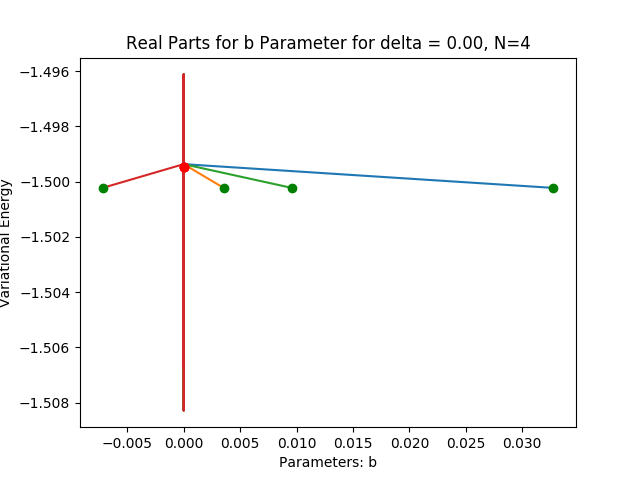 Real Parts for b Parameter for delta = 0.00, N=4
Variational Energy
−1.496
−1.498
−1.500
−1.502
−1.504
−1.506
−1.508
−0.005 0.000 0.005 0.010 0.015 0.020 0.025 0.030
Parameters: b